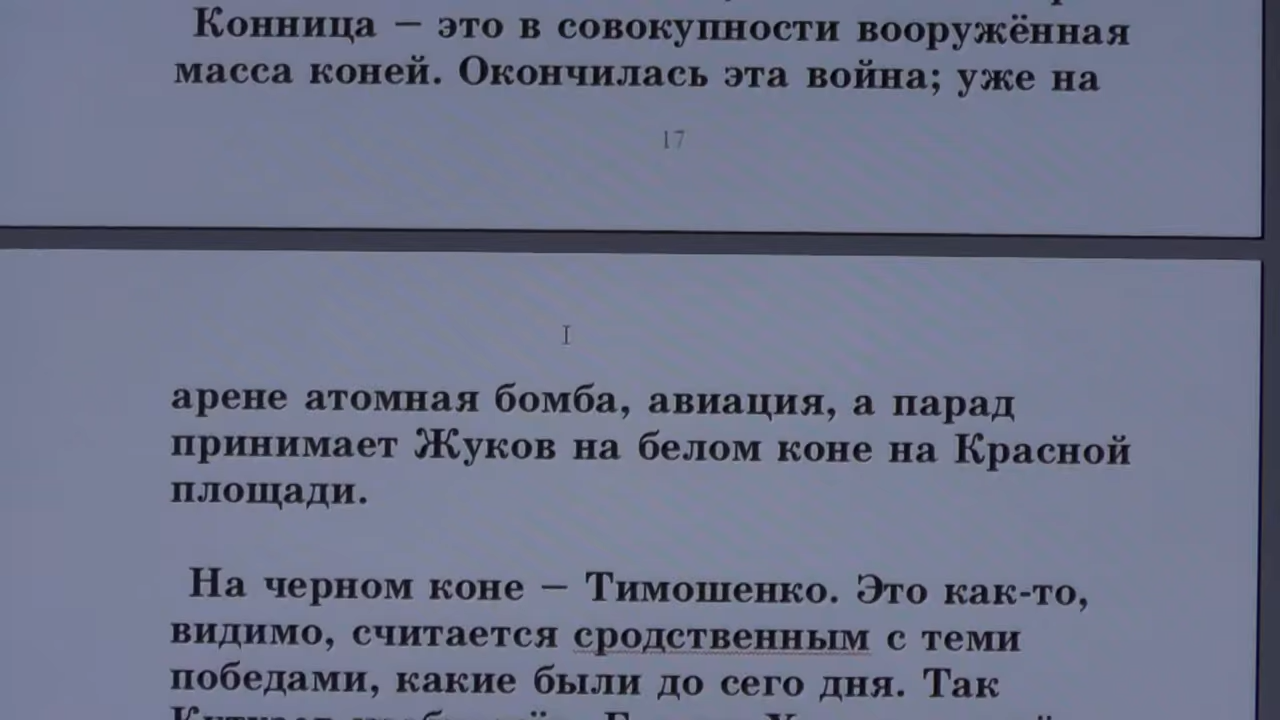 Конница – это в совокупности вооружённая
масса коней. Окончилась эта война; уже на
17
арене атомная бомба, авиация, а парад
принимает Жуков на белом коне на Красной
площади.
На черном коне – Тимошенко. Это как-то,
видимо, считается сродственным с теми
победами, какие были до сего дня. Так